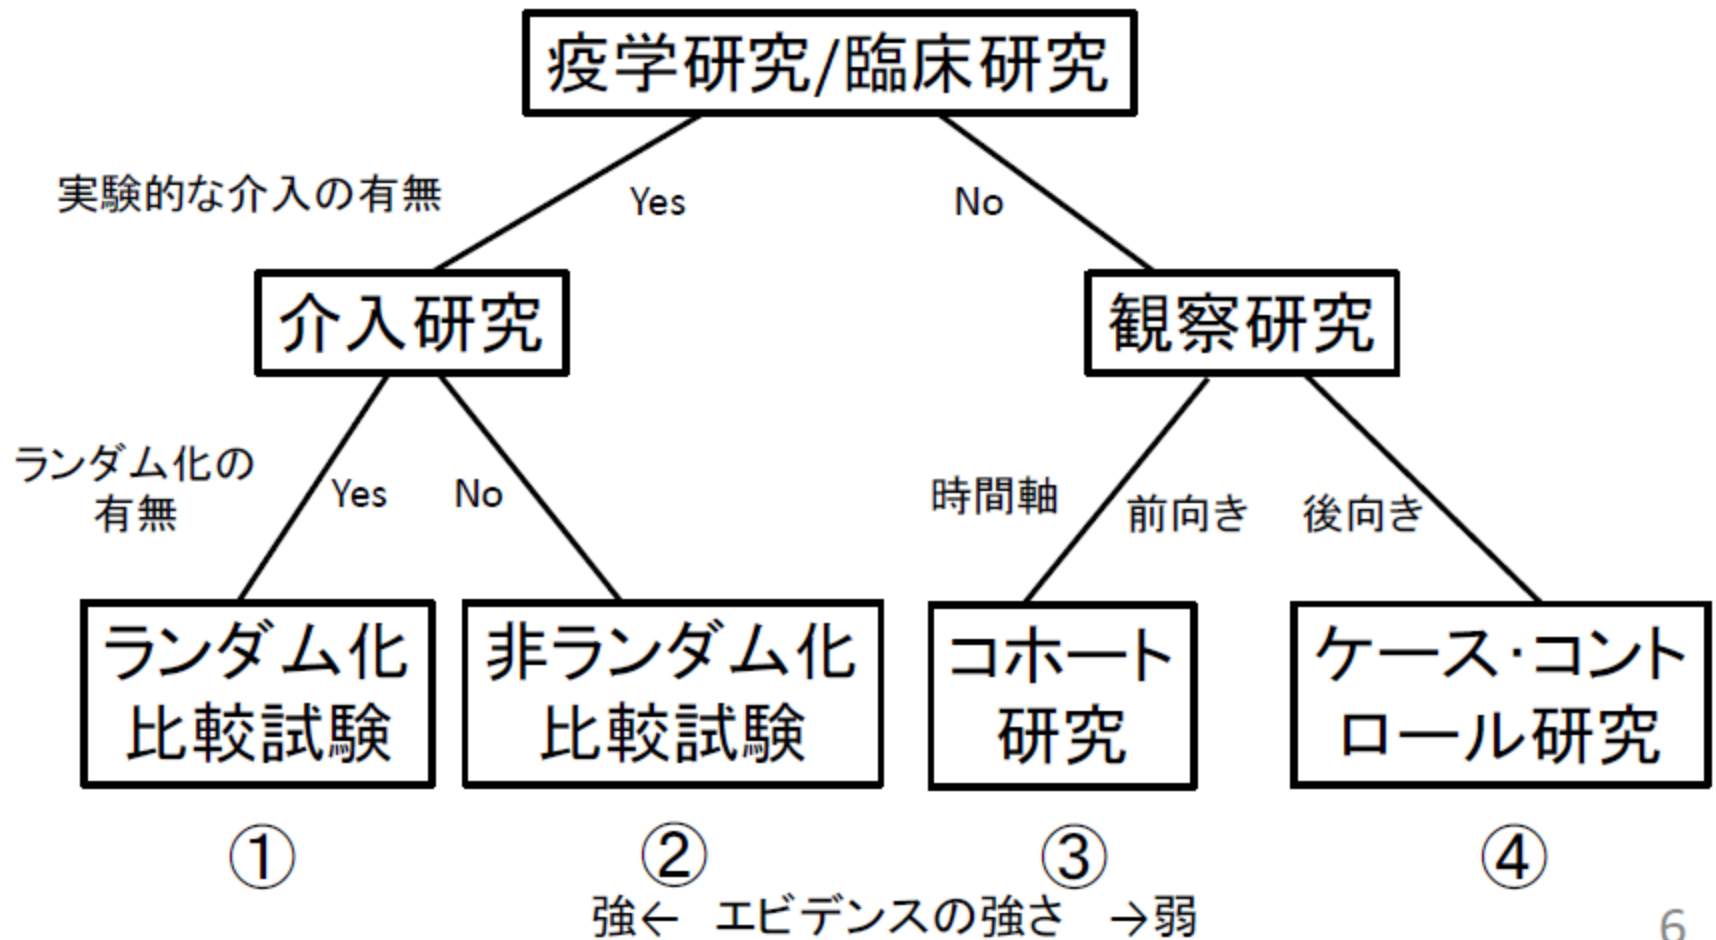 疫学研究/臨床研究
実験的な介入の有無
Yes
No
介入研究
観察研究
ランダム化の
有無
Yes
No
時間軸
前向き
後向き
ランダム化
比較試験
非ランダム化
比較試験
コホート
研究
ケース・コント
ロール研究
①
②
③
④
強← エビデンスの強さ →弱
6